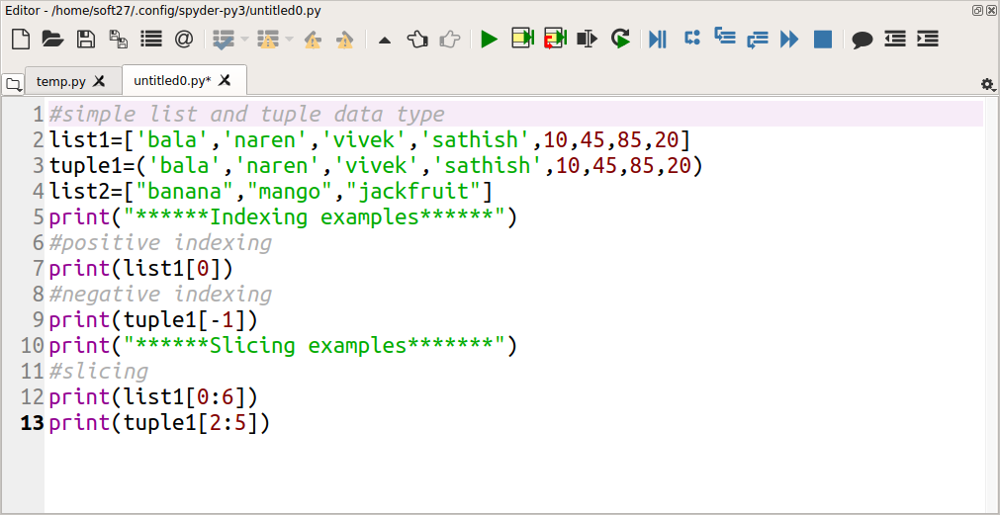 Editor - /home/soft27/.config/spyder-py3/untitled0.py
@
temp.py untitled0.py*
1 #simple list and tuple data type
2 list1=['bala','naren','vivek','sathish',10,45,85,20]
3 tuple1=('bala','naren','vivek','sathish',10,45,85,20)
4 list2=["banana","mango","jackfruit"]
5 print("******Indexing examples******")
6 #positive indexing
7 print(list1[0])
8 #negative indexing
9 print(tuple1[-1])
10 print("******Slicing examples*******")
11 #slicing
12 print(list1[0:6])
13 print(tuple1[2:5])